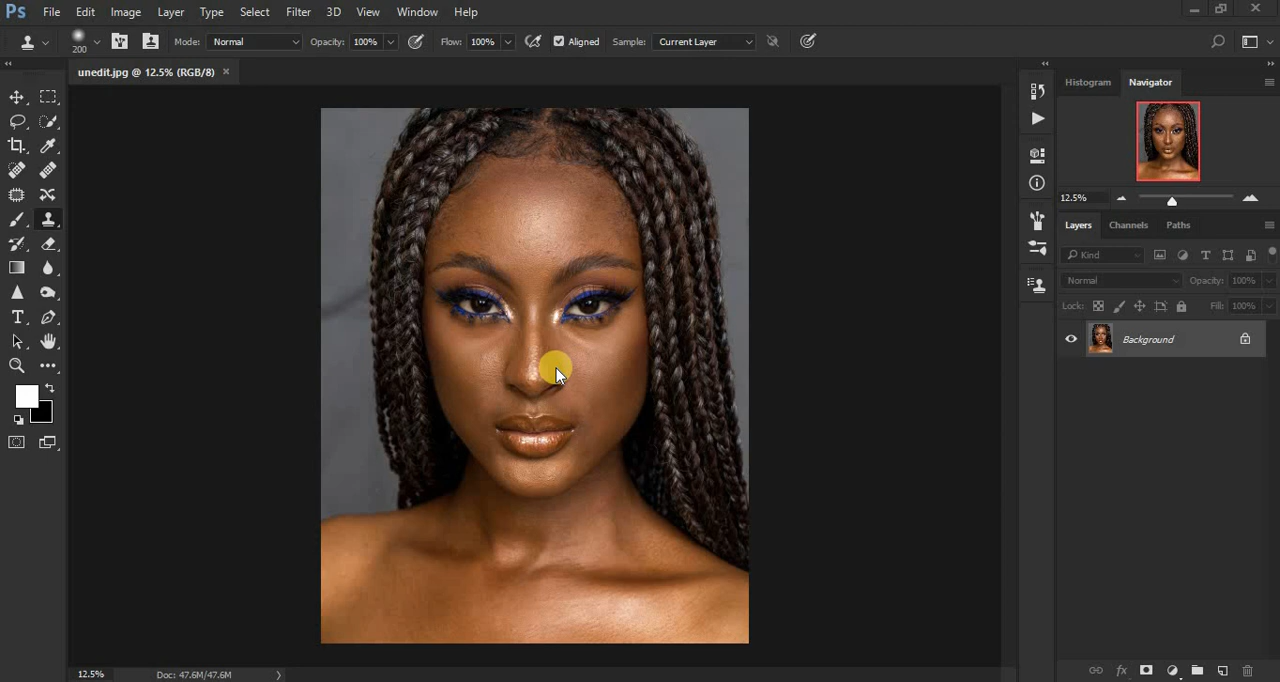 Ps File Edit Image Layer Type Select Filter 3D View Window Help
200 Mode: Normal Opacity: 100% Flow: 100% Aligned Sample: Current Layer
unedit.jpg @ 12.5% (RGB/8) ×
Histogram Navigator
12.5%
Layers Channels Paths
Kind
Normal Opacity: 100%
Lock: Fill: 100%
Background
12.5% Doc: 47.6M/47.6M